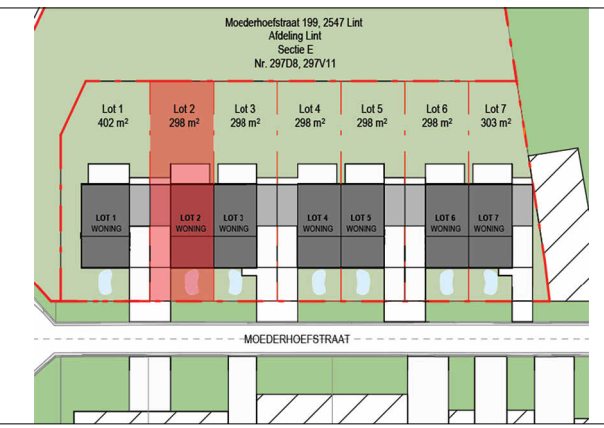 Moederhoefstraat 199, 2547 Lint
Afdeling Lint
Sectie E
Nr. 297D8, 297V11
Lot 1
402 m²
Lot 2
298 m²
Lot 3
298 m²
Lot 4
298 m²
Lot 5
298 m²
Lot 6
298 m²
Lot 7
303 m²
LOT 1
WONING
LOT 2
WONING
LOT 3
WONING
LOT 4
WONING
LOT 5
WONING
LOT 6
WONING
LOT 7
WONING
MOEDERHOEFSTRAAT